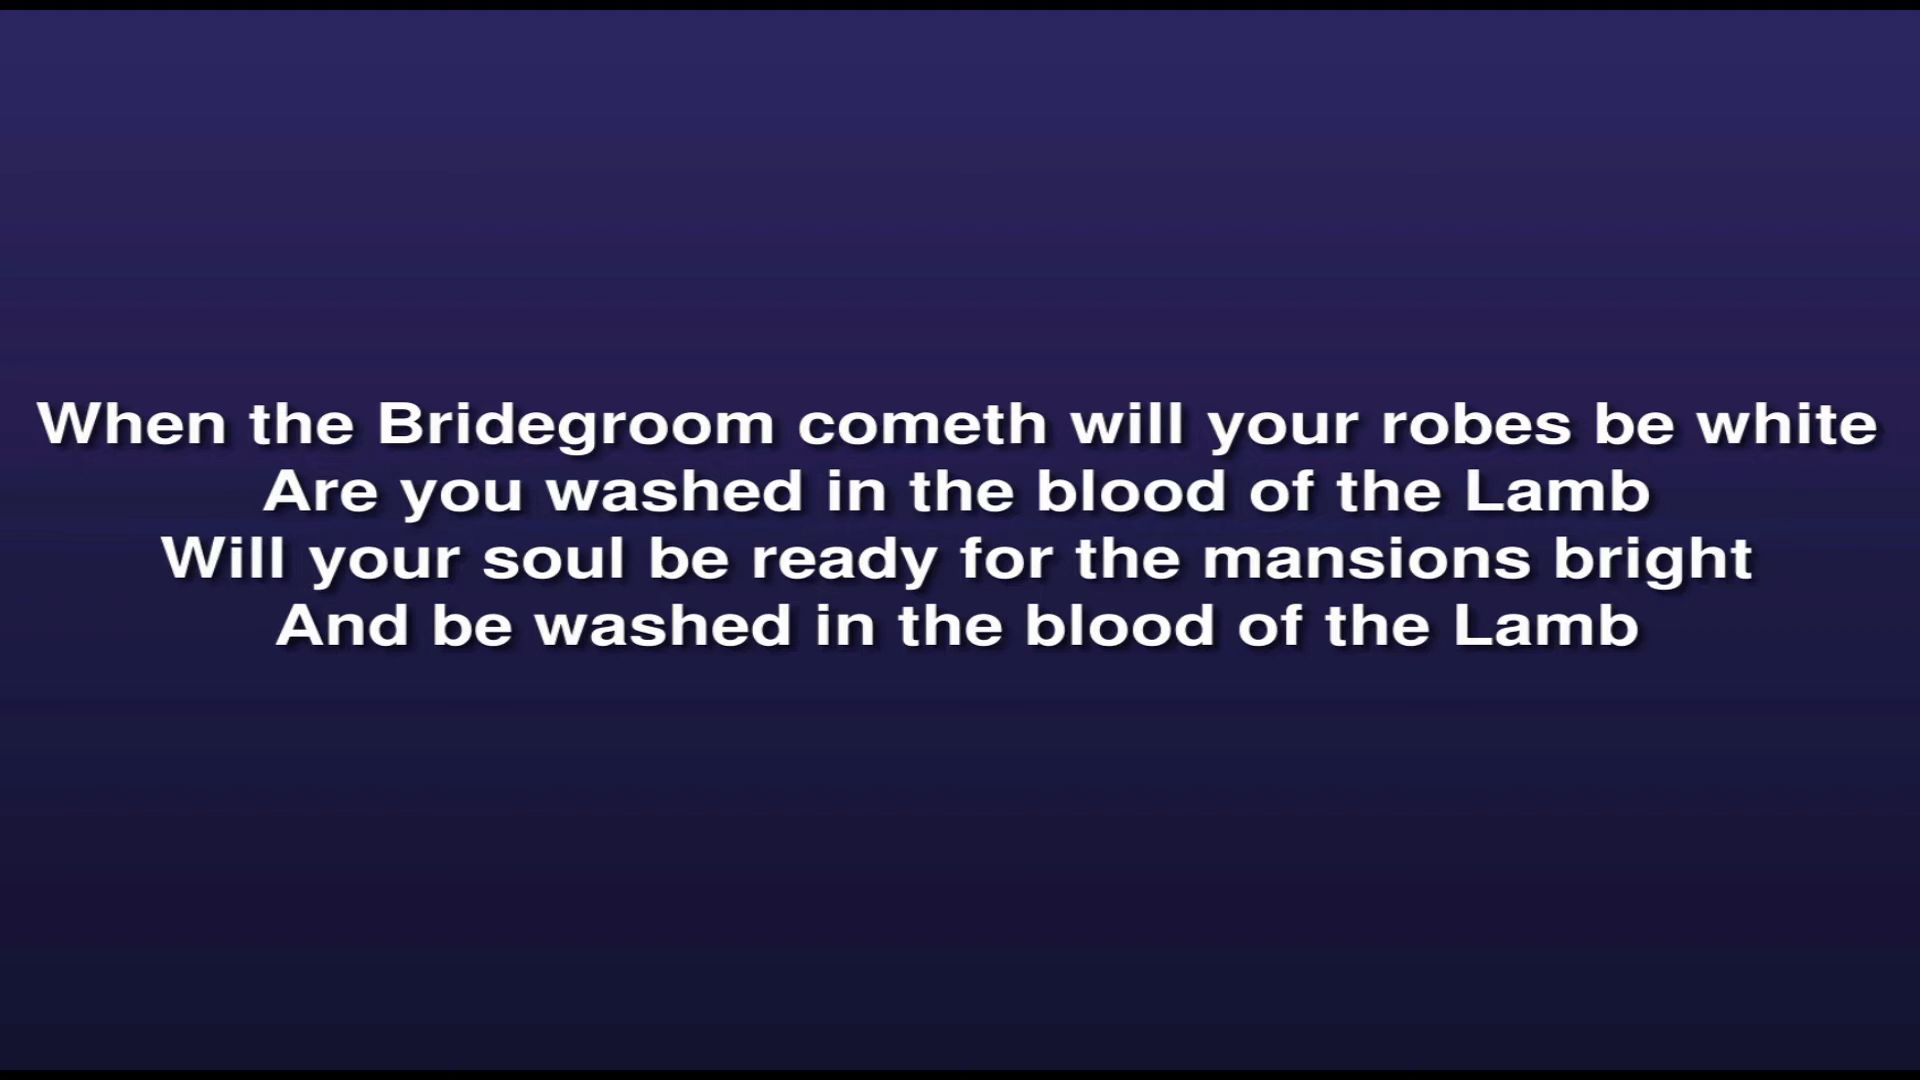 When the Bridegroom cometh will your robes be white
Are you washed in the blood of the Lamb
Will your soul be ready for the mansions bright
And be washed in the blood of the Lamb